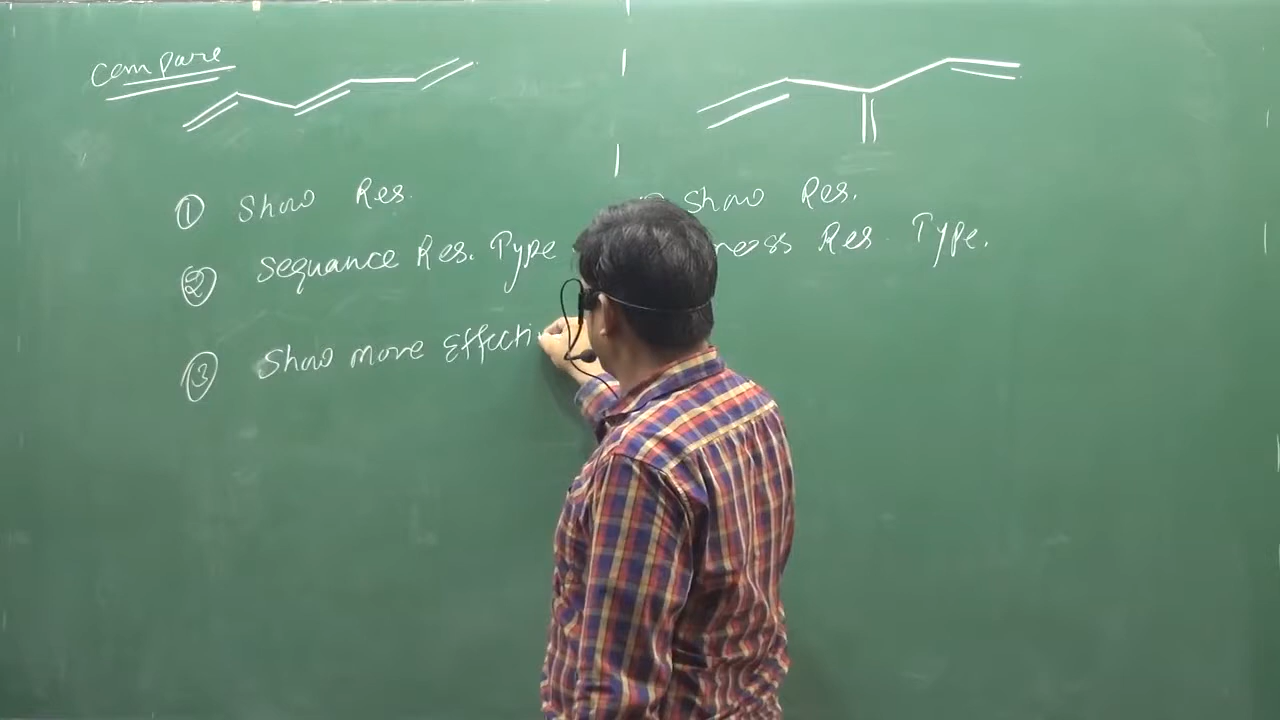 Compare
① Show Res.
② Sequance Res. Type
③ Show more Effecti
Show Res.
ness Res. Type.